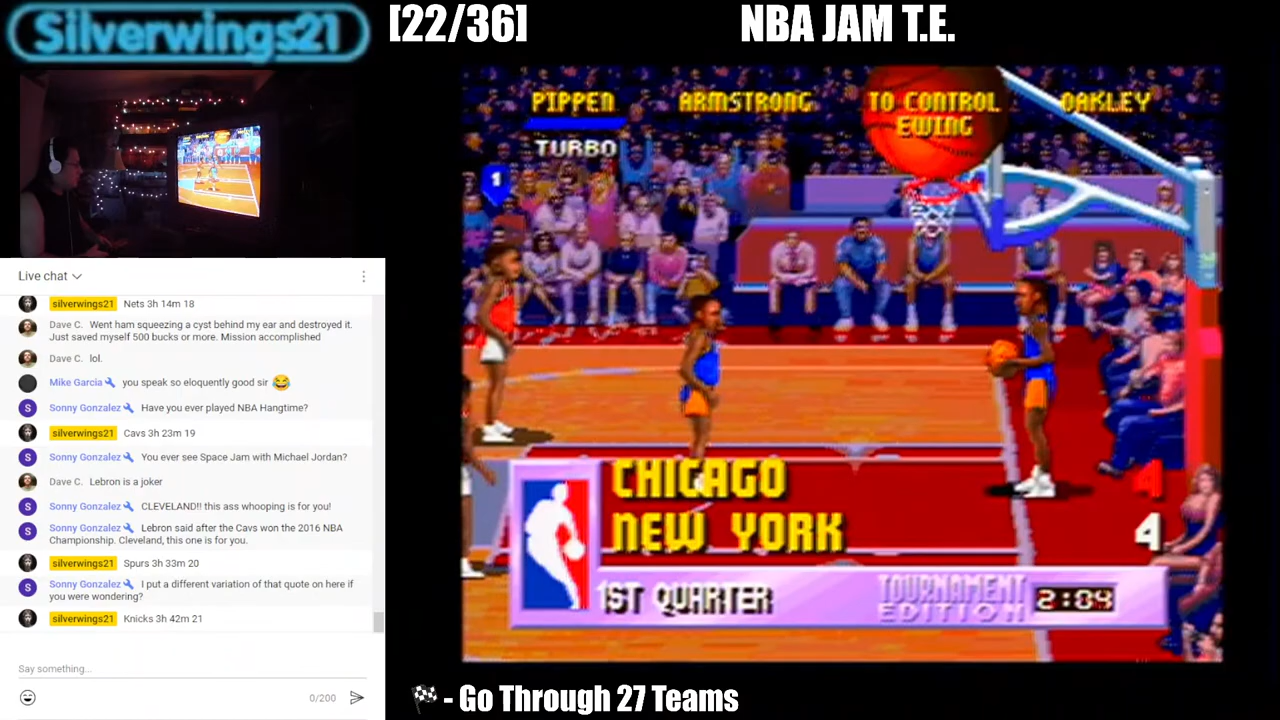 Silverwings21
[22/36]
NBA JAM T.E.
PIPPEN
ARMSTRONG
TO CONTROL
EWING
OAKLEY
TURBO
1
Live chat
silverwings21 Nets 3h 14m 18
Dave C. Went ham squeezing a cyst behind my ear and destroyed it.
Just saved myself 500 bucks or more. Mission accomplished
Dave C. lol.
Mike Garcia you speak so eloquently good sir 😂
S Sonny Gonzalez Have you ever played NBA Hangtime?
silverwings21 Cavs 3h 23m 19
S Sonny Gonzalez You ever see Space Jam with Michael Jordan?
Dave C. Lebron is a joker
S Sonny Gonzalez CLEVELAND!! this ass whooping is for you!
S Sonny Gonzalez Lebron said after the Cavs won the 2016 NBA
Championship. Cleveland, this one is for you.
silverwings21 Spurs 3h 33m 20
S Sonny Gonzalez I put a different variation of that quote on here if
you were wondering?
silverwings21 Knicks 3h 42m 21
Say something...
0/200
CHICAGO 4
NEW YORK 4
1ST QUARTER
TOURNAMENT
EDITION
2:04
🏁 - Go Through 27 Teams